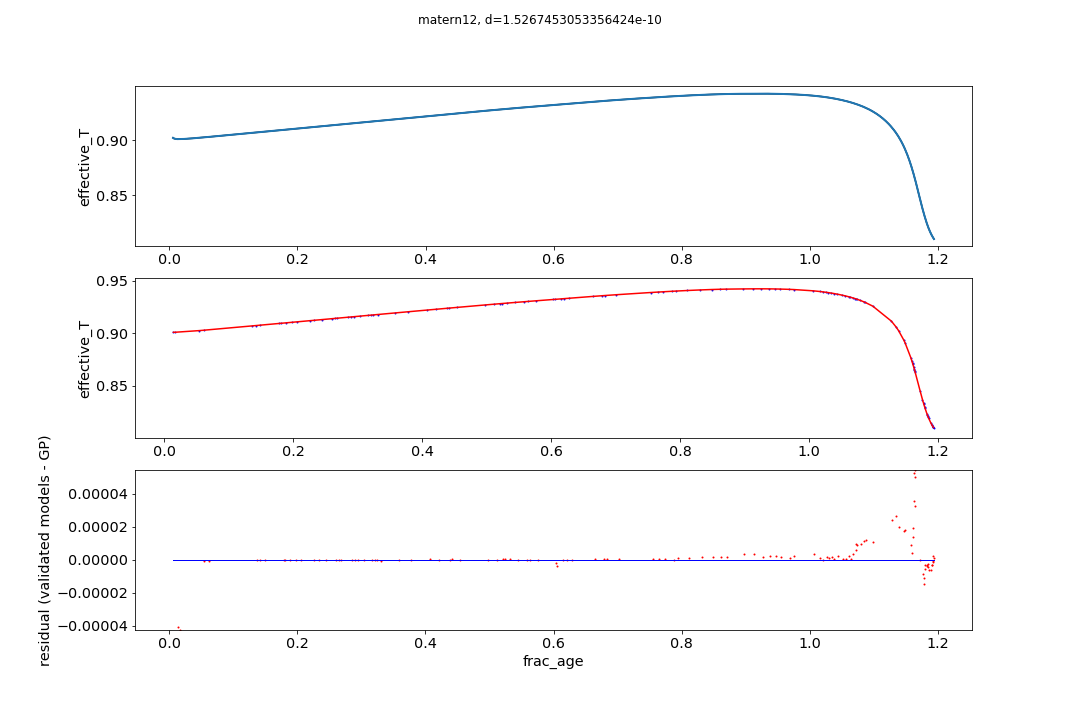 matern12, d=1.5267453053356424e-10
effective_T
0.90
0.85
0.0 0.2 0.4 0.6 0.8 1.0 1.2
effective_T
0.95
0.90
0.85
0.0 0.2 0.4 0.6 0.8 1.0 1.2
residual (validated models - GP)
0.00004
0.00002
0.00000
−0.00002
−0.00004
0.0 0.2 0.4 0.6 0.8 1.0 1.2
frac_age